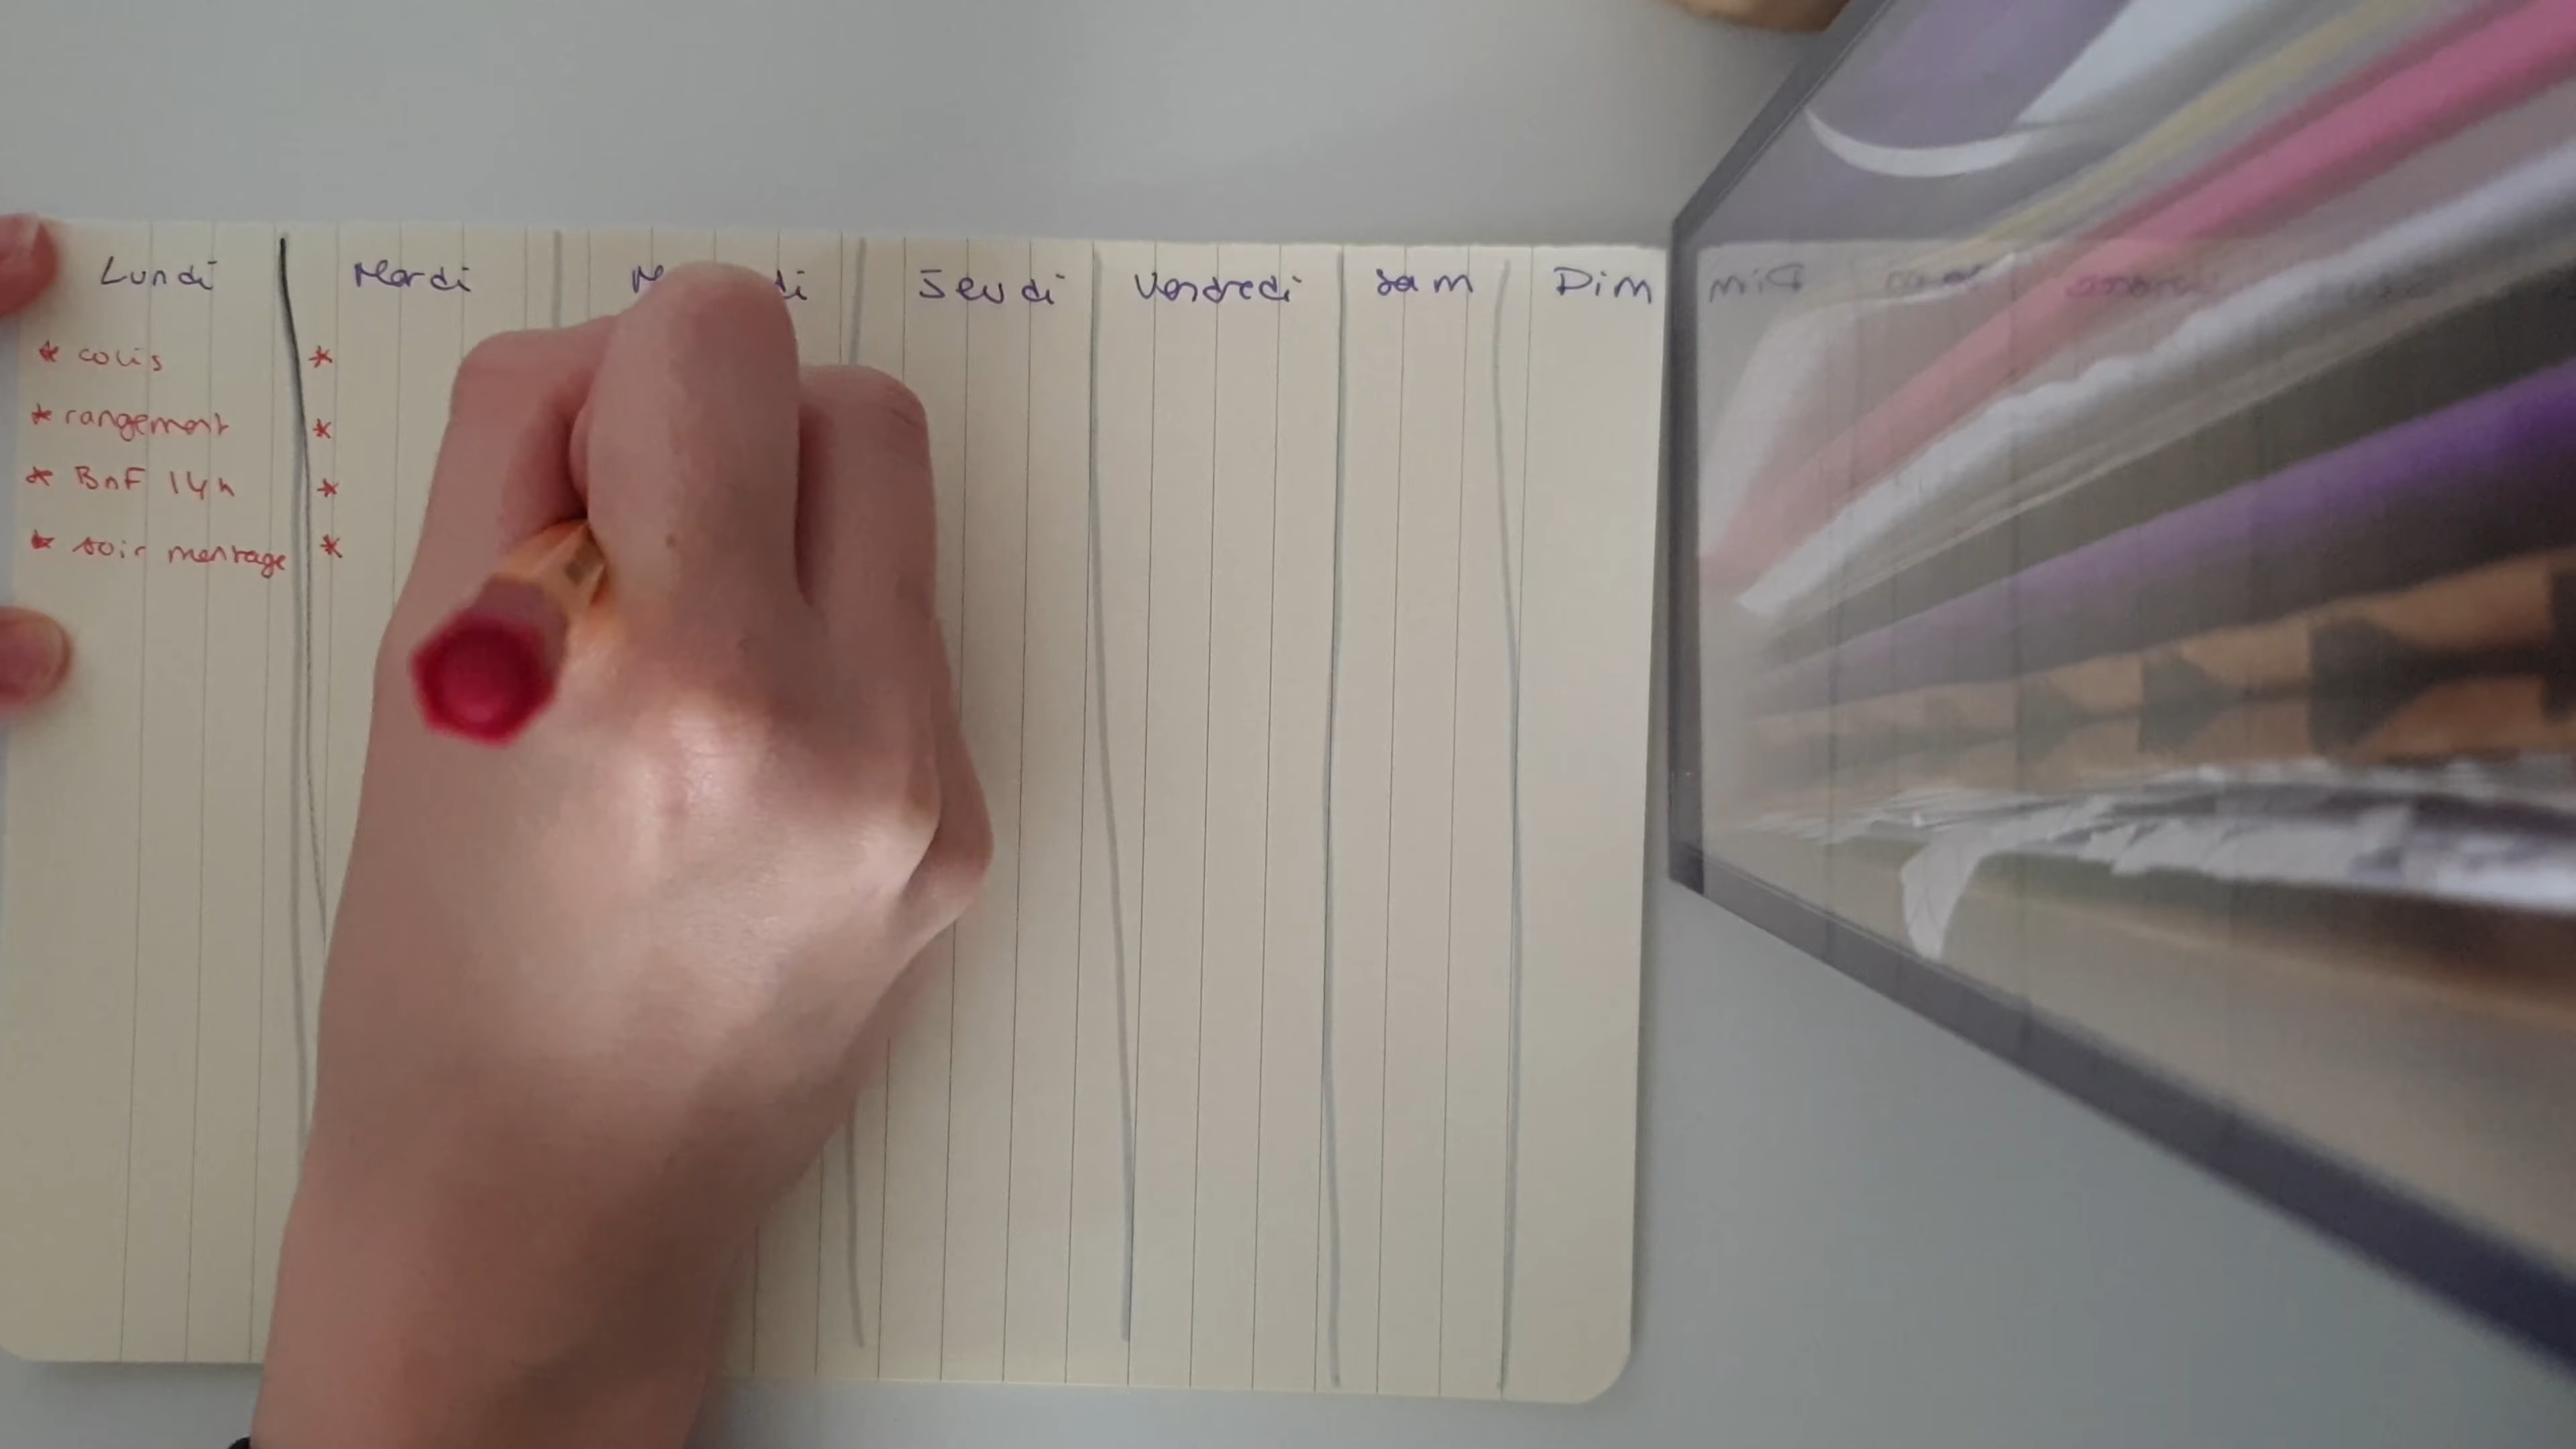 Lundi Mardi Jeudi Vendredi Sam Dim
* colis *
* rangement *
* BnF 14h *
* soir montage *